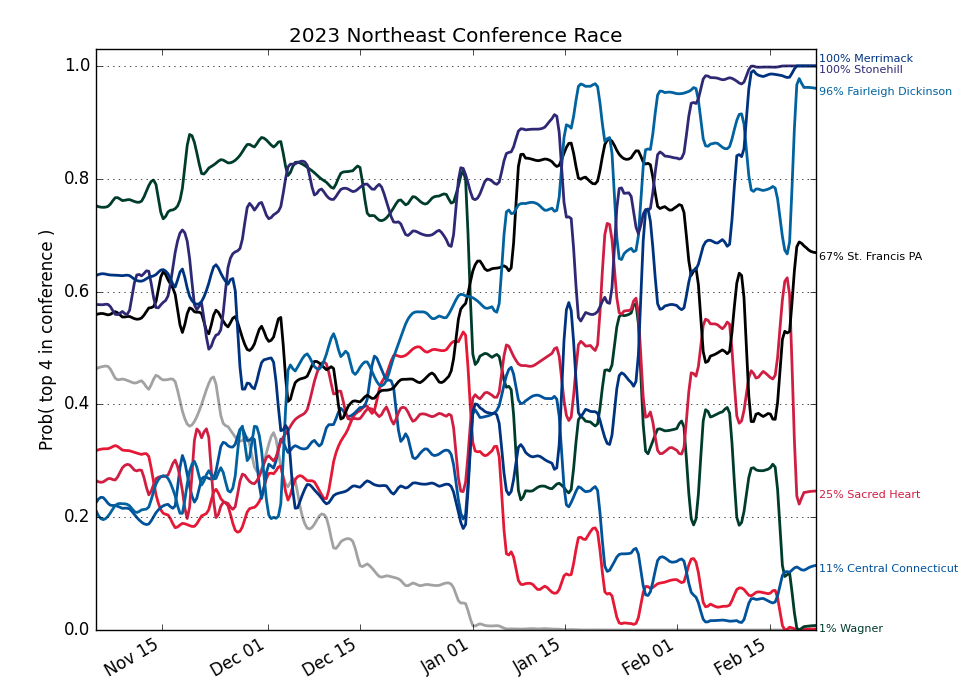 2023 Northeast Conference Race
Prob( top 4 in conference )
1.0
0.8
0.6
0.4
0.2
0.0
Nov 15
Dec 01
Dec 15
Jan 01
Jan 15
Feb 01
Feb 15
100% Merrimack
100% Stonehill
96% Fairleigh Dickinson
67% St. Francis PA
25% Sacred Heart
11% Central Connecticut
1% Wagner